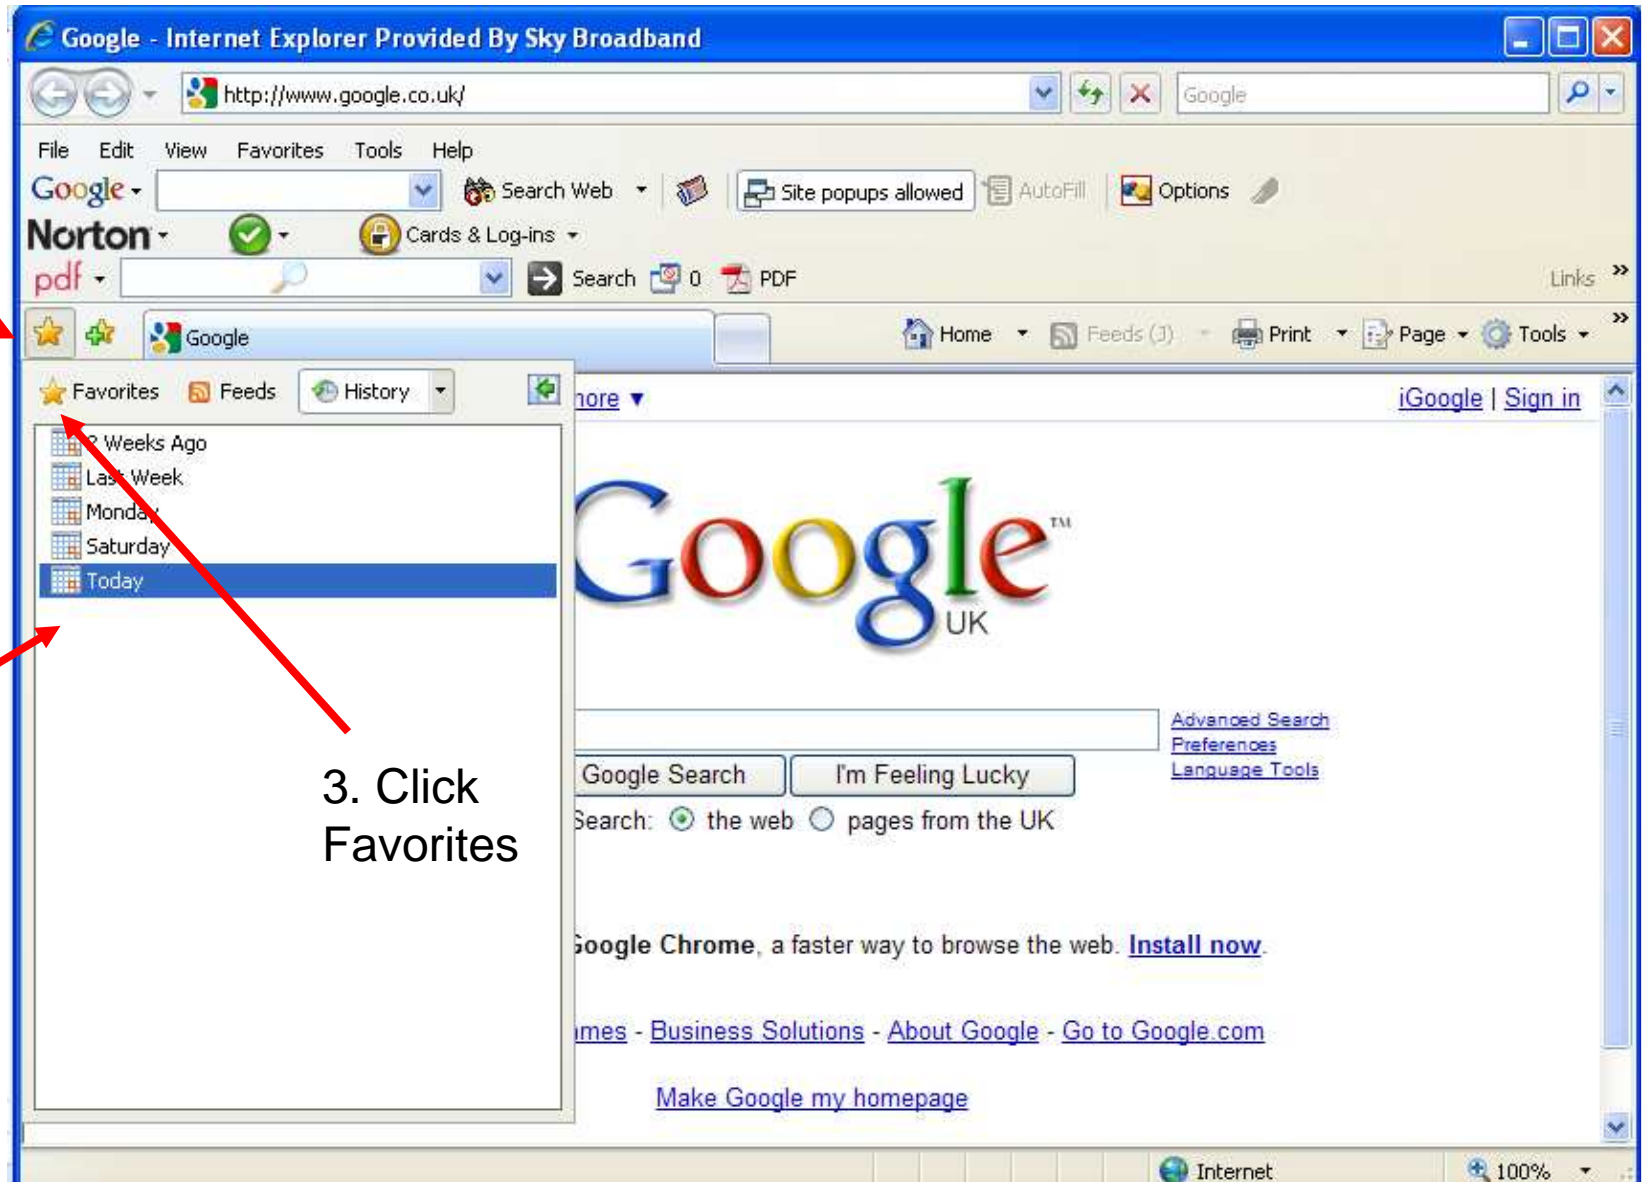 Google - Internet Explorer Provided By Sky Broadband
http://www.google.co.uk/
Google
File Edit View Favorites Tools Help
Google Search Web Site popups allowed AutoFill Options
Norton Cards & Log-ins
pdf Search 0 PDF Links »
Google Home Feeds (J) Print Page Tools »
Favorites Feeds History
more ▼ iGoogle | Sign in
2 Weeks Ago
Last Week
Monday
Saturday
Today
Google™
UK
Advanced Search
Preferences
Language Tools
Google Search I'm Feeling Lucky
Search: the web pages from the UK
3. Click
Favorites
Google Chrome, a faster way to browse the web. Install now.
ames - Business Solutions - About Google - Go to Google.com
Make Google my homepage
Internet 100%